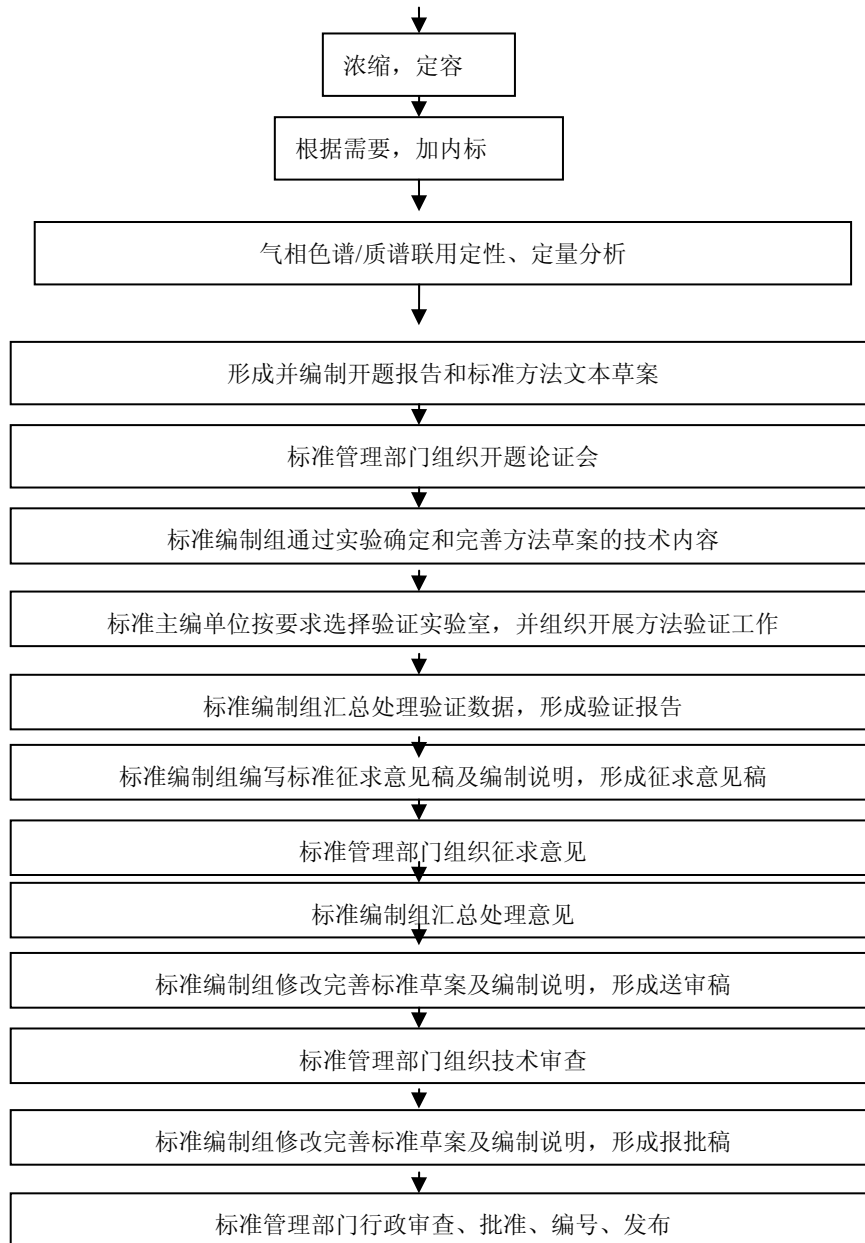 浓缩，定容
根据需要，加内标
气相色谱/质谱联用定性、定量分析
形成并编制开题报告和标准方法文本草案
标准管理部门组织开题论证会
标准编制组通过实验确定和完善方法草案的技术内容
标准主编单位按要求选择验证实验室，并组织开展方法验证工作
标准编制组汇总处理验证数据，形成验证报告
标准编制组编写标准征求意见稿及编制说明，形成征求意见稿
标准管理部门组织征求意见
标准编制组汇总处理意见
标准编制组修改完善标准草案及编制说明，形成送审稿
标准管理部门组织技术审查
标准编制组修改完善标准草案及编制说明，形成报批稿
标准管理部门行政审查、批准、编号、发布